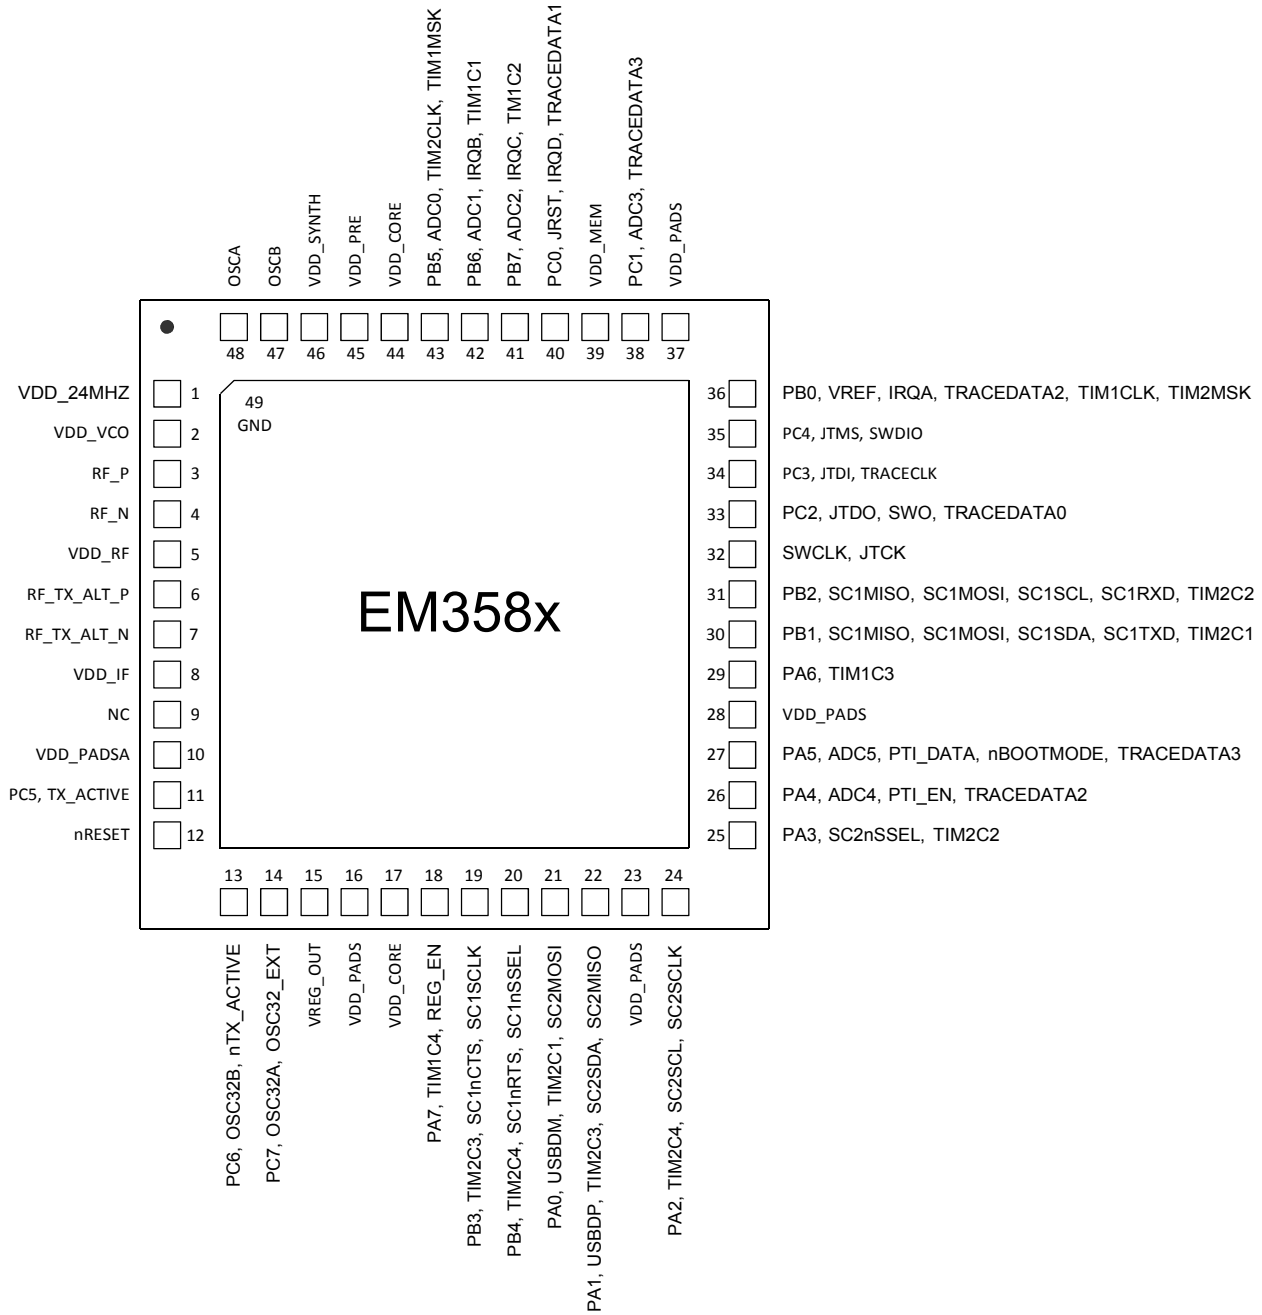 PB5, ADC0, TIM2CLK, TIM1MSK
PB6, ADC1, IRQB, TIM1C1
PB7, ADC2, IRQC, TM1C2
PC0, JRST, IRQD, TRACEDATA1
PC1, ADC3, TRACEDATA3
OSCA
OSCB
VDD_SYNTH
VDD_PRE
VDD_CORE
VDD_MEM
VDD_PADS
48 47 46 45 44 43 42 41 40 39 38 37
VDD_24MHZ 1
VDD_VCO 2
RF_P 3
RF_N 4
VDD_RF 5
RF_TX_ALT_P 6
RF_TX_ALT_N 7
VDD_IF 8
NC 9
VDD_PADSA 10
PC5, TX_ACTIVE 11
nRESET 12
49
GND
EM358x
36 PB0, VREF, IRQA, TRACEDATA2, TIM1CLK, TIM2MSK
35 PC4, JTMS, SWDIO
34 PC3, JTDI, TRACECLK
33 PC2, JTDO, SWO, TRACEDATA0
32 SWCLK, JTCK
31 PB2, SC1MISO, SC1MOSI, SC1SCL, SC1RXD, TIM2C2
30 PB1, SC1MISO, SC1MOSI, SC1SDA, SC1TXD, TIM2C1
29 PA6, TIM1C3
28 VDD_PADS
27 PA5, ADC5, PTI_DATA, nBOOTMODE, TRACEDATA3
26 PA4, ADC4, PTI_EN, TRACEDATA2
25 PA3, SC2nSSEL, TIM2C2
13 14 15 16 17 18 19 20 21 22 23 24
PC6, OSC32B, nTX_ACTIVE
PC7, OSC32A, OSC32_EXT
VREG_OUT
VDD_PADS
VDD_CORE
PA7, TIM1C4, REG_EN
PB3, TIM2C3, SC1nCTS, SC1SCLK
PB4, TIM2C4, SC1nRTS, SC1nSSEL
PA0, USBDM, TIM2C1, SC2MOSI
PA1, USBDP, TIM2C3, SC2SDA, SC2MISO
VDD_PADS
PA2, TIM2C4, SC2SCL, SC2SCLK